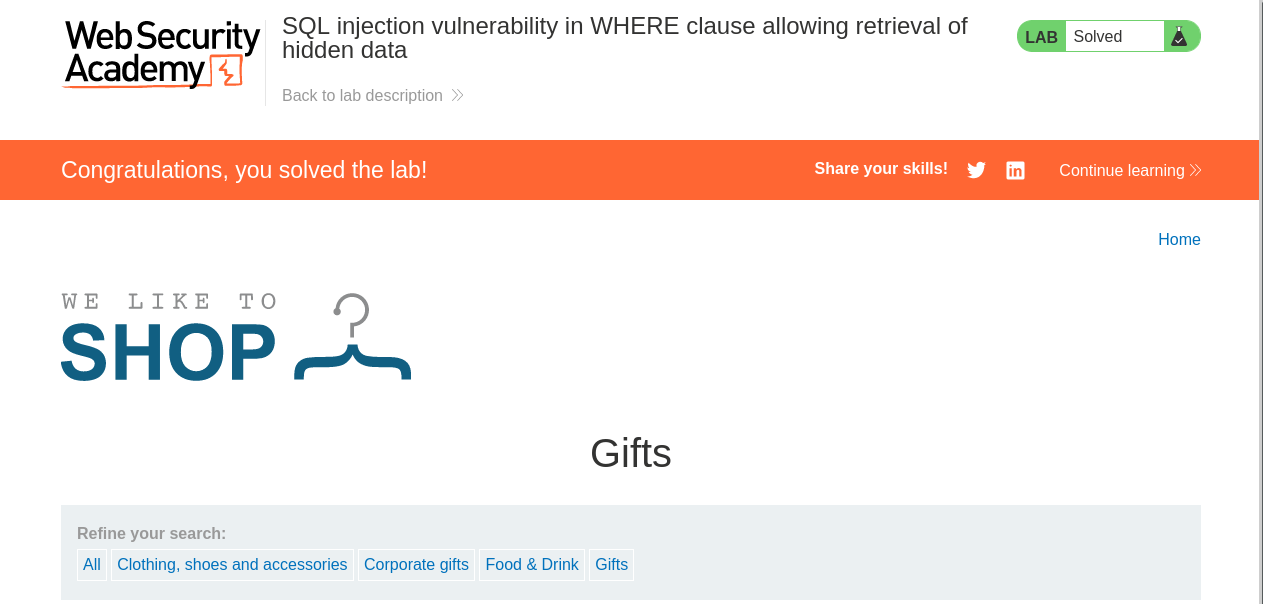 Web Security
Academy
SQL injection vulnerability in WHERE clause allowing retrieval of
hidden data
Back to lab description
LAB Solved
Congratulations, you solved the lab!
Share your skills!
Continue learning
Home
WE LIKE TO
SHOP
Gifts
Refine your search:
All Clothing, shoes and accessories Corporate gifts Food & Drink Gifts